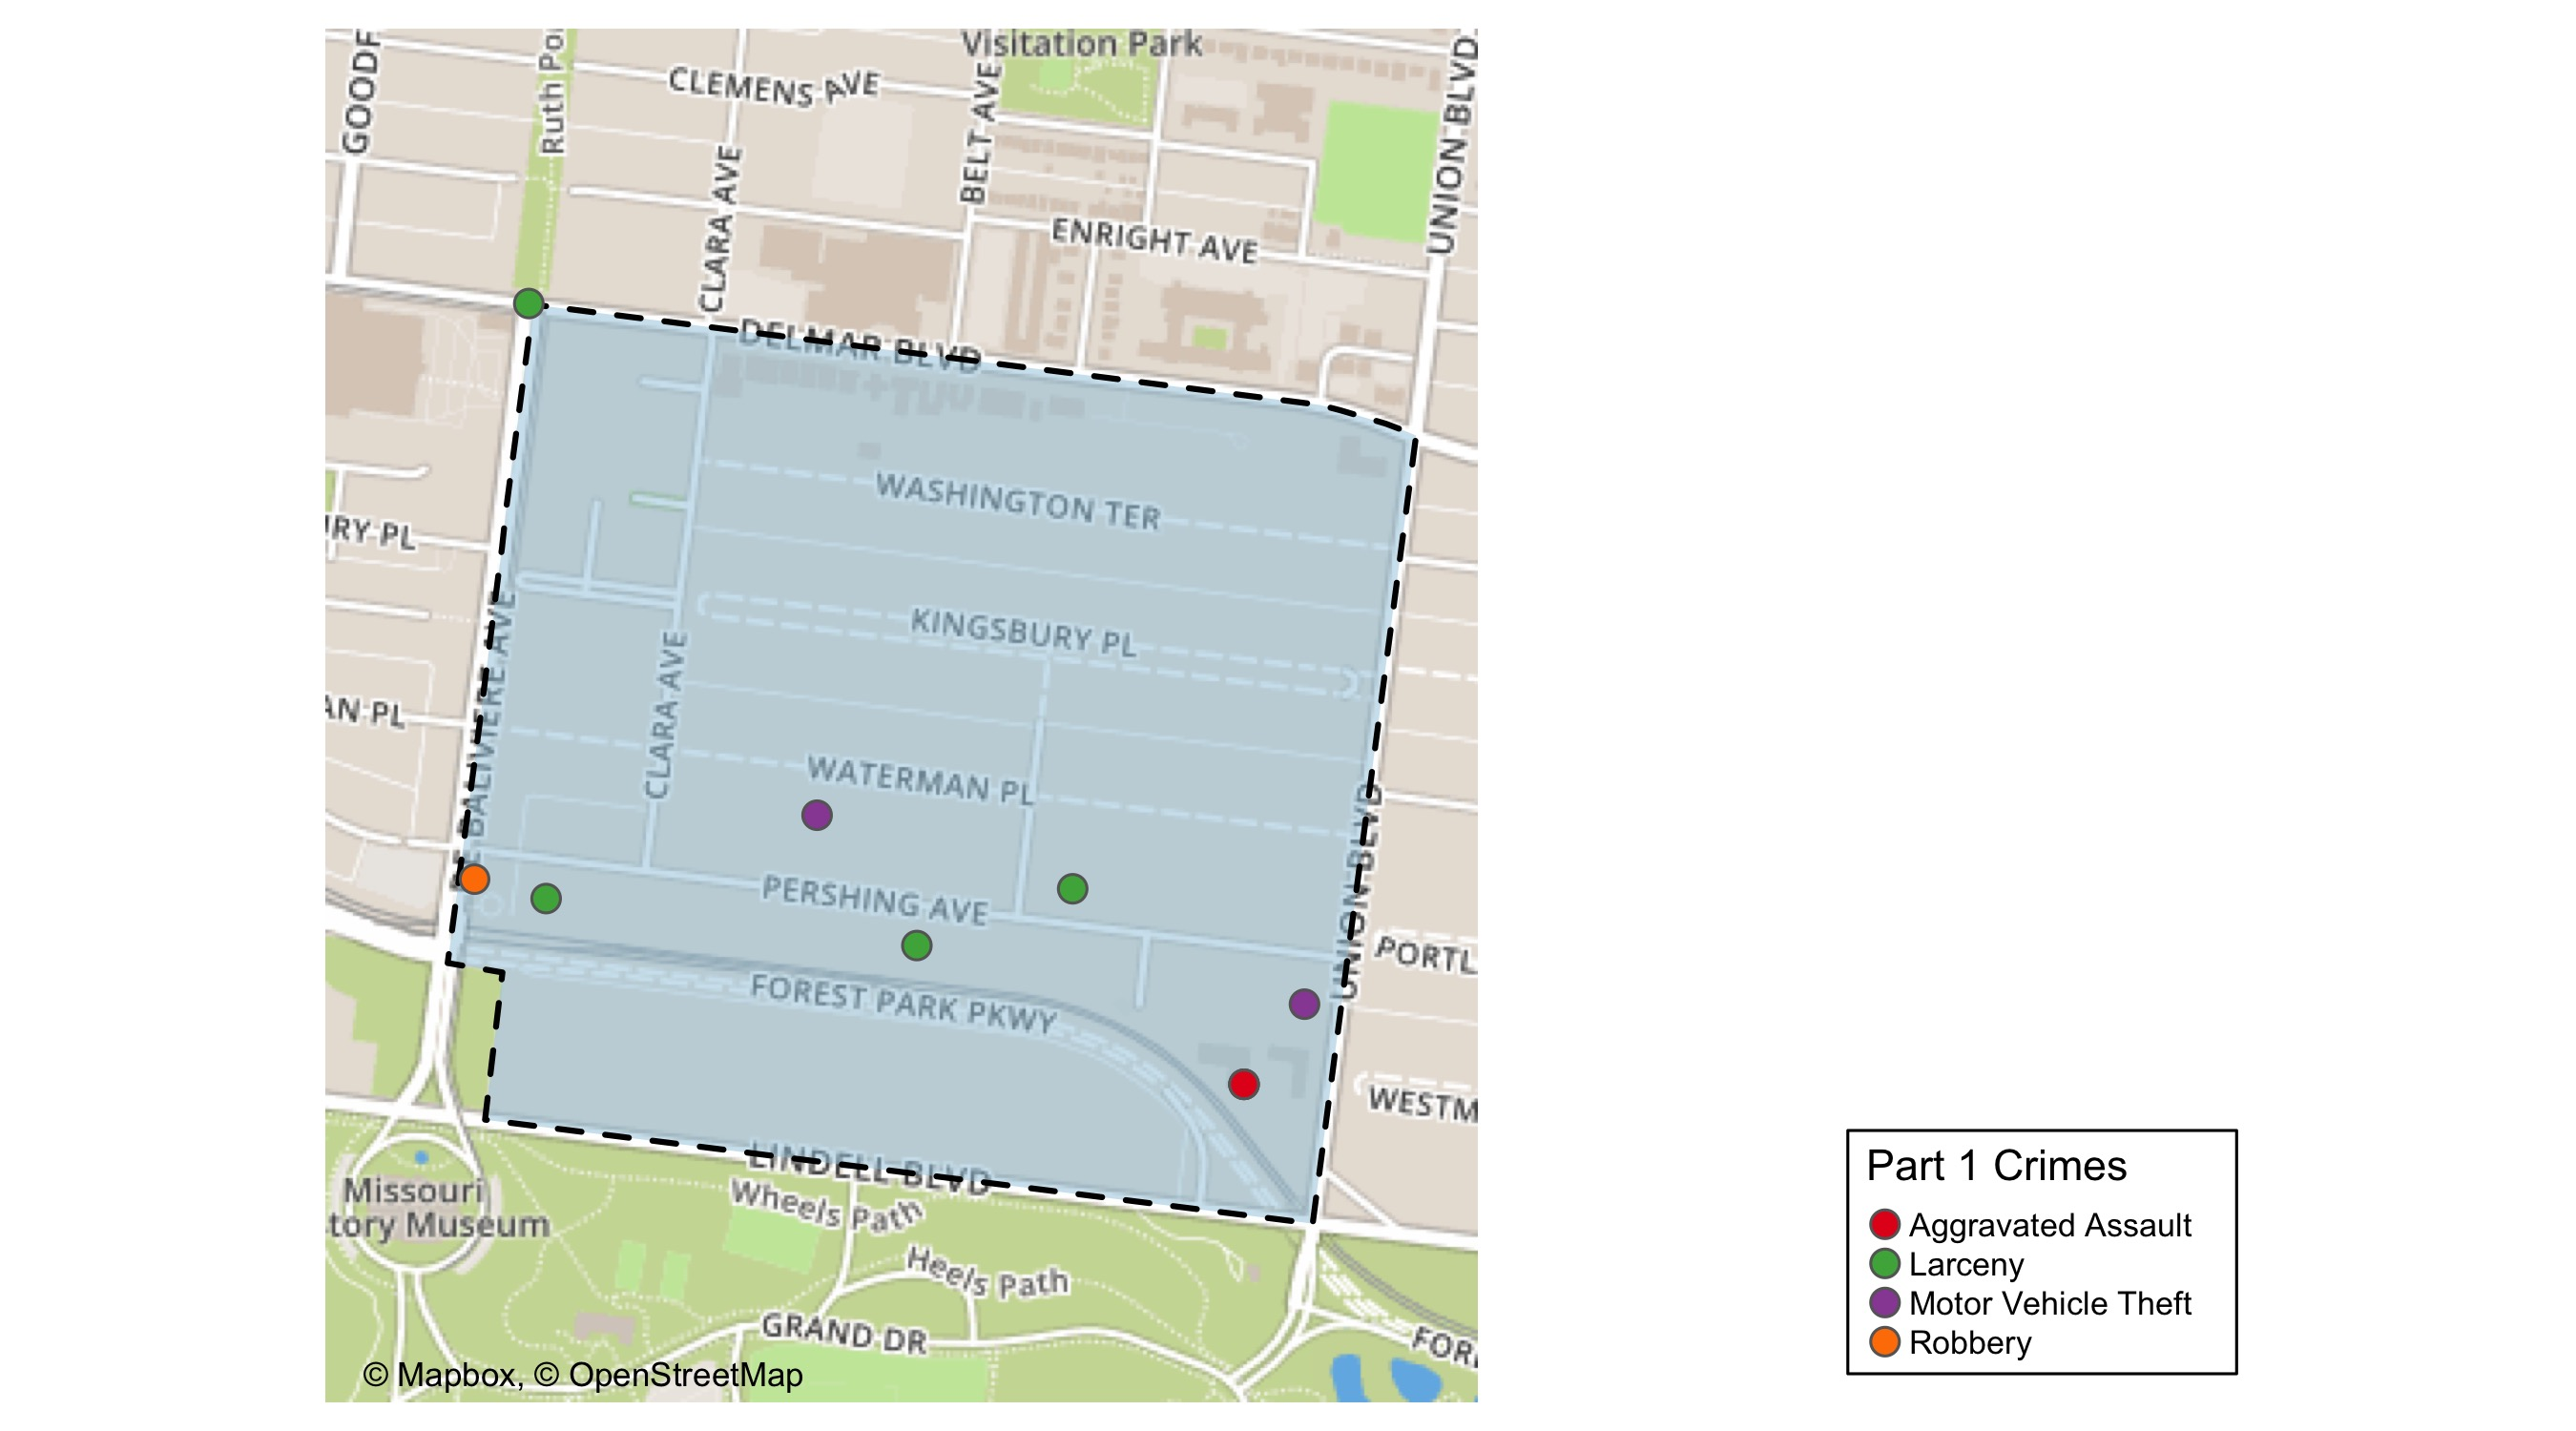 Visitation Park
GOODF
Ruth Po
CLEMENS AVE
BELT AVE
UNION BLVD
CLARA AVE
ENRIGHT AVE
DELMAR BLVD
WASHINGTON TER
URY PL
KINGSBURY PL
BALIVIERE AVE
CLARA AVE
AN PL
WATERMAN PL
UNION BLVD
PERSHING AVE
PORTL
FOREST PARK PKWY
WESTM
LINDELL BLVD
Missouri
tory Museum
Wheels Path
Heels Path
GRAND DR
FOR
© Mapbox, © OpenStreetMap
Part 1 Crimes
Aggravated Assault
Larceny
Motor Vehicle Theft
Robbery